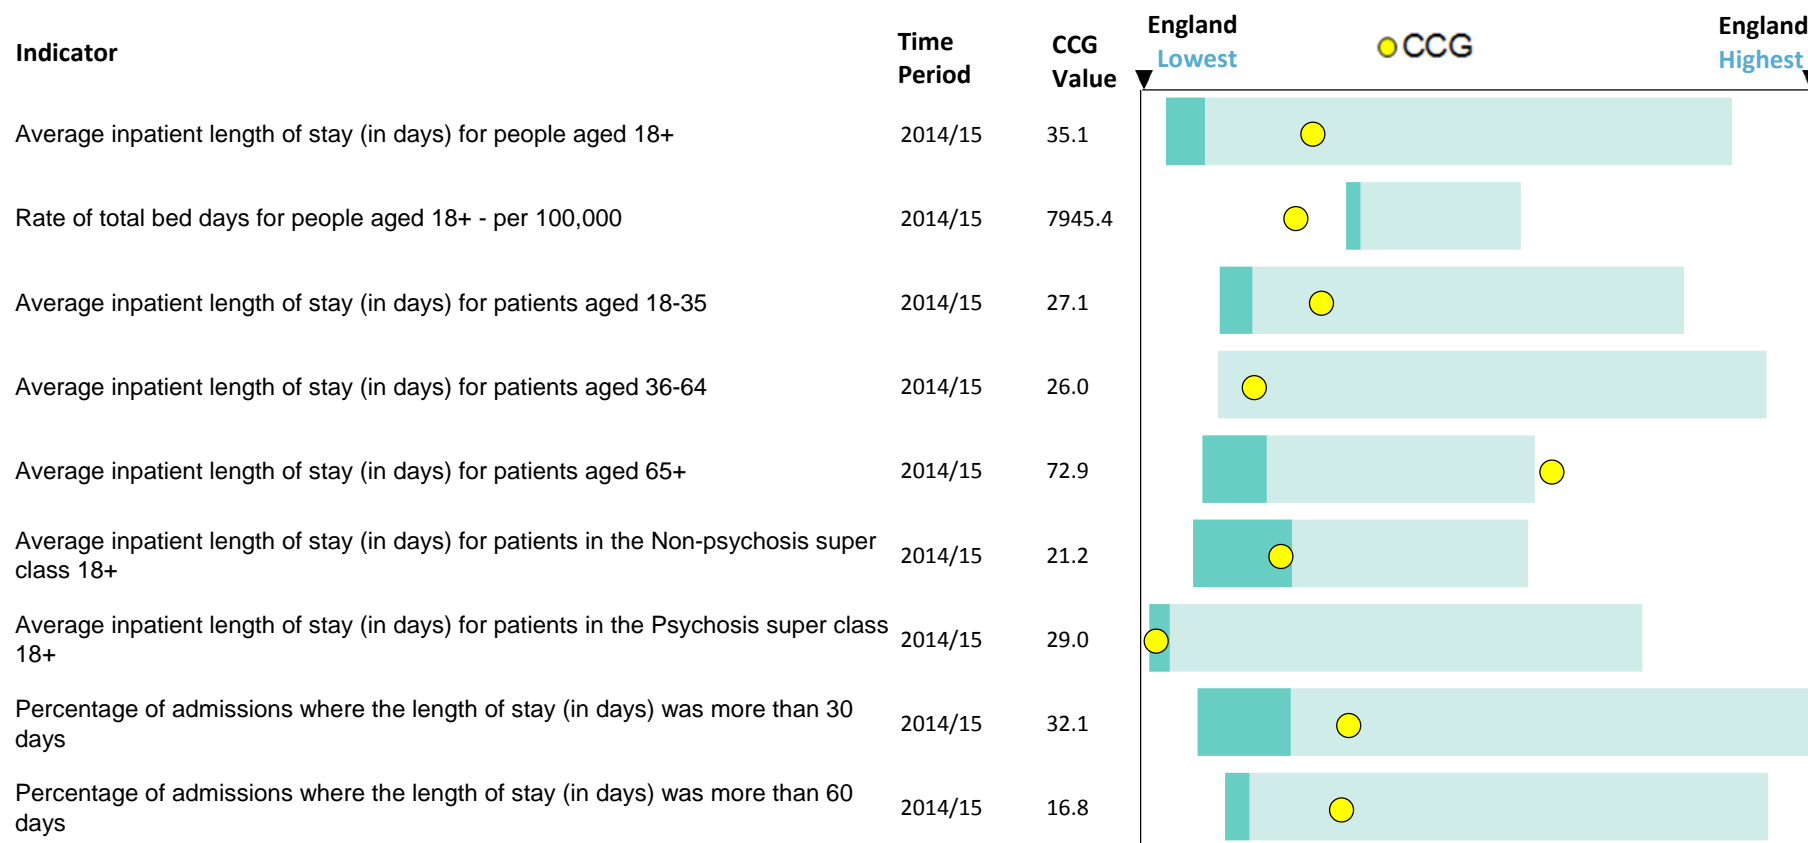 Indicator
Time Period
CCG Value
England Lowest
CCG
England Highest
Average inpatient length of stay (in days) for people aged 18+ 2014/15 35.1
Rate of total bed days for people aged 18+ - per 100,000 2014/15 7945.4
Average inpatient length of stay (in days) for patients aged 18-35 2014/15 27.1
Average inpatient length of stay (in days) for patients aged 36-64 2014/15 26.0
Average inpatient length of stay (in days) for patients aged 65+ 2014/15 72.9
Average inpatient length of stay (in days) for patients in the Non-psychosis super
class 18+ 2014/15 21.2
Average inpatient length of stay (in days) for patients in the Psychosis super class
18+ 2014/15 29.0
Percentage of admissions where the length of stay (in days) was more than 30
days 2014/15 32.1
Percentage of admissions where the length of stay (in days) was more than 60
days 2014/15 16.8